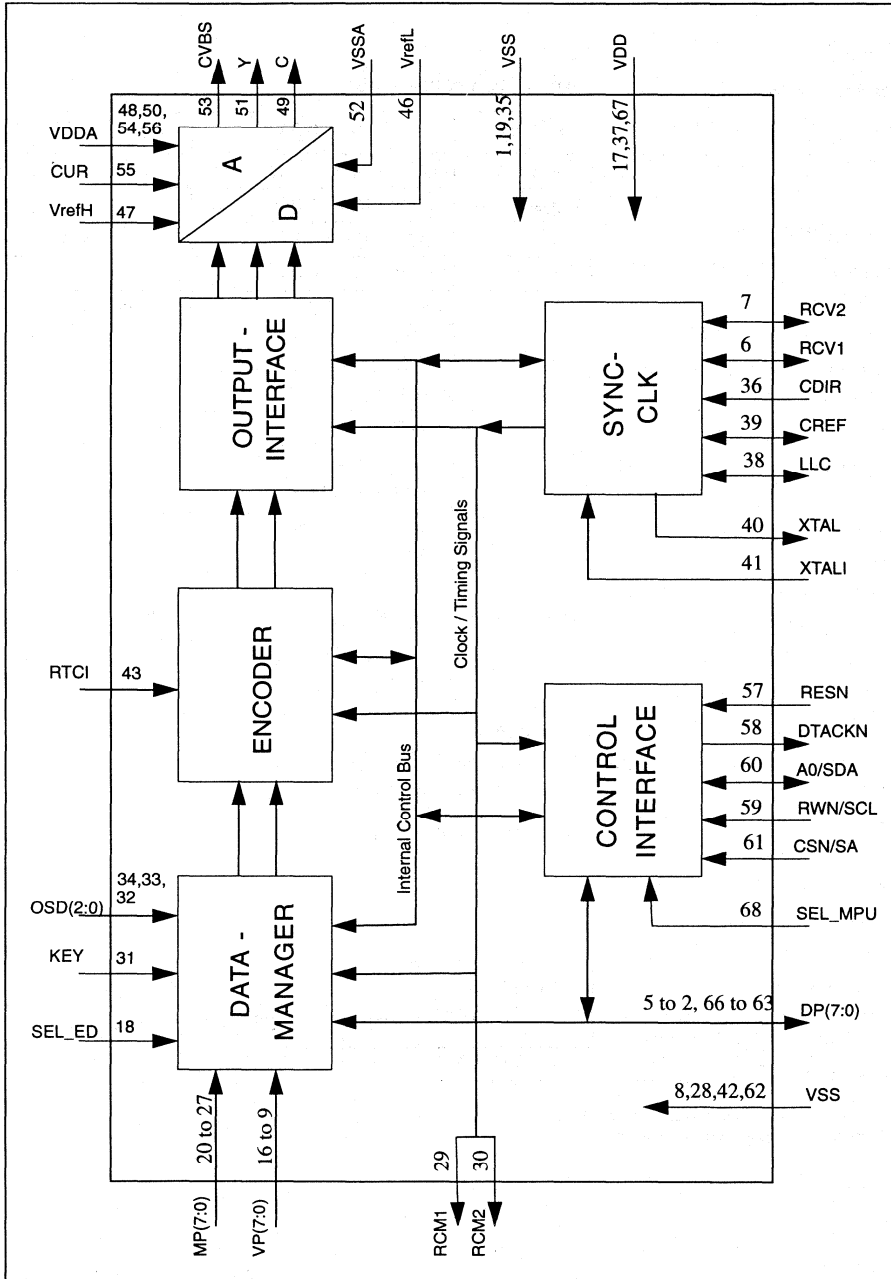 CVBS
Y
C
VSSA
VrefL
VSS
VDD
53
51
49
52
46
1,19,35
17,37,67
48,50,
54,56
VDDA
CUR
55
VrefH
47
A
D
OUTPUT -
INTERFACE
SYNC-
CLK
7
RCV2
6
RCV1
36
CDIR
39
CREF
38
LLC
40
XTAL
41
XTALI
Clock / Timing Signals
Internal Control Bus
RTCI
43
ENCODER
CONTROL
INTERFACE
57
RESN
58
DTACKN
60
A0/SDA
59
RWN/SCL
61
CSN/SA
68
SEL_MPU
34,33,
32
OSD(2:0)
KEY
31
SEL_ED
18
DATA -
MANAGER
5 to 2, 66 to 63
DP(7:0)
8,28,42,62
VSS
20 to 27
16 to 9
29
30
MP(7:0)
VP(7:0)
RCM1
RCM2